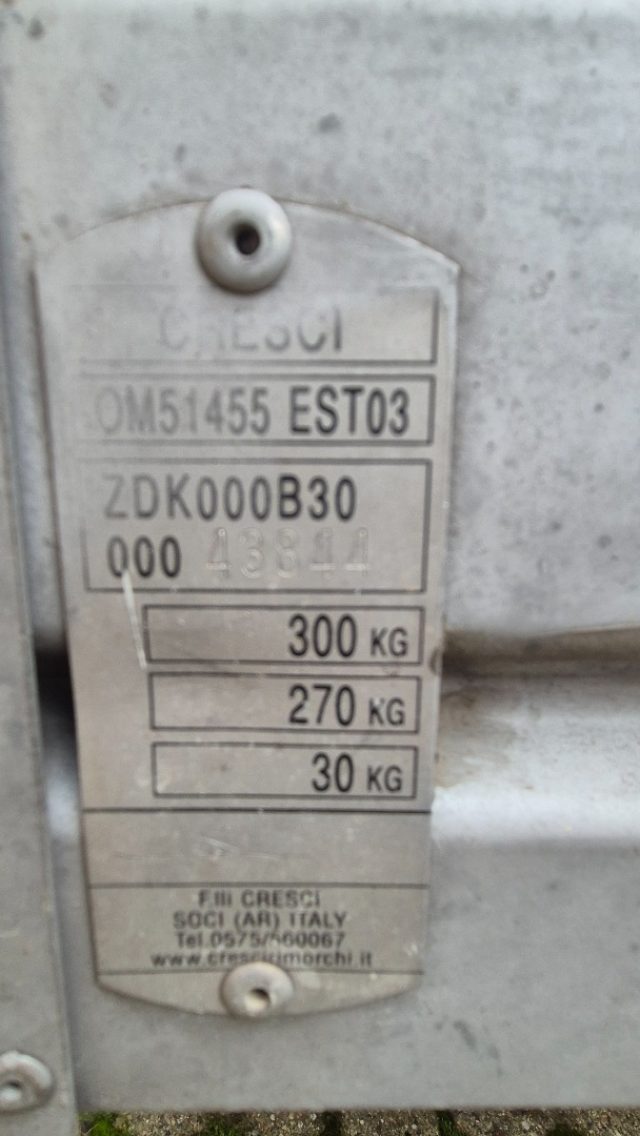 CRESCI
OM51455 EST03
ZDK000B30
000 43844
300 KG
270 KG
30 KG
F.lli CRESCI
SOCI (AR) ITALY
Tel.0575/560067
www.crescirimorchi.it